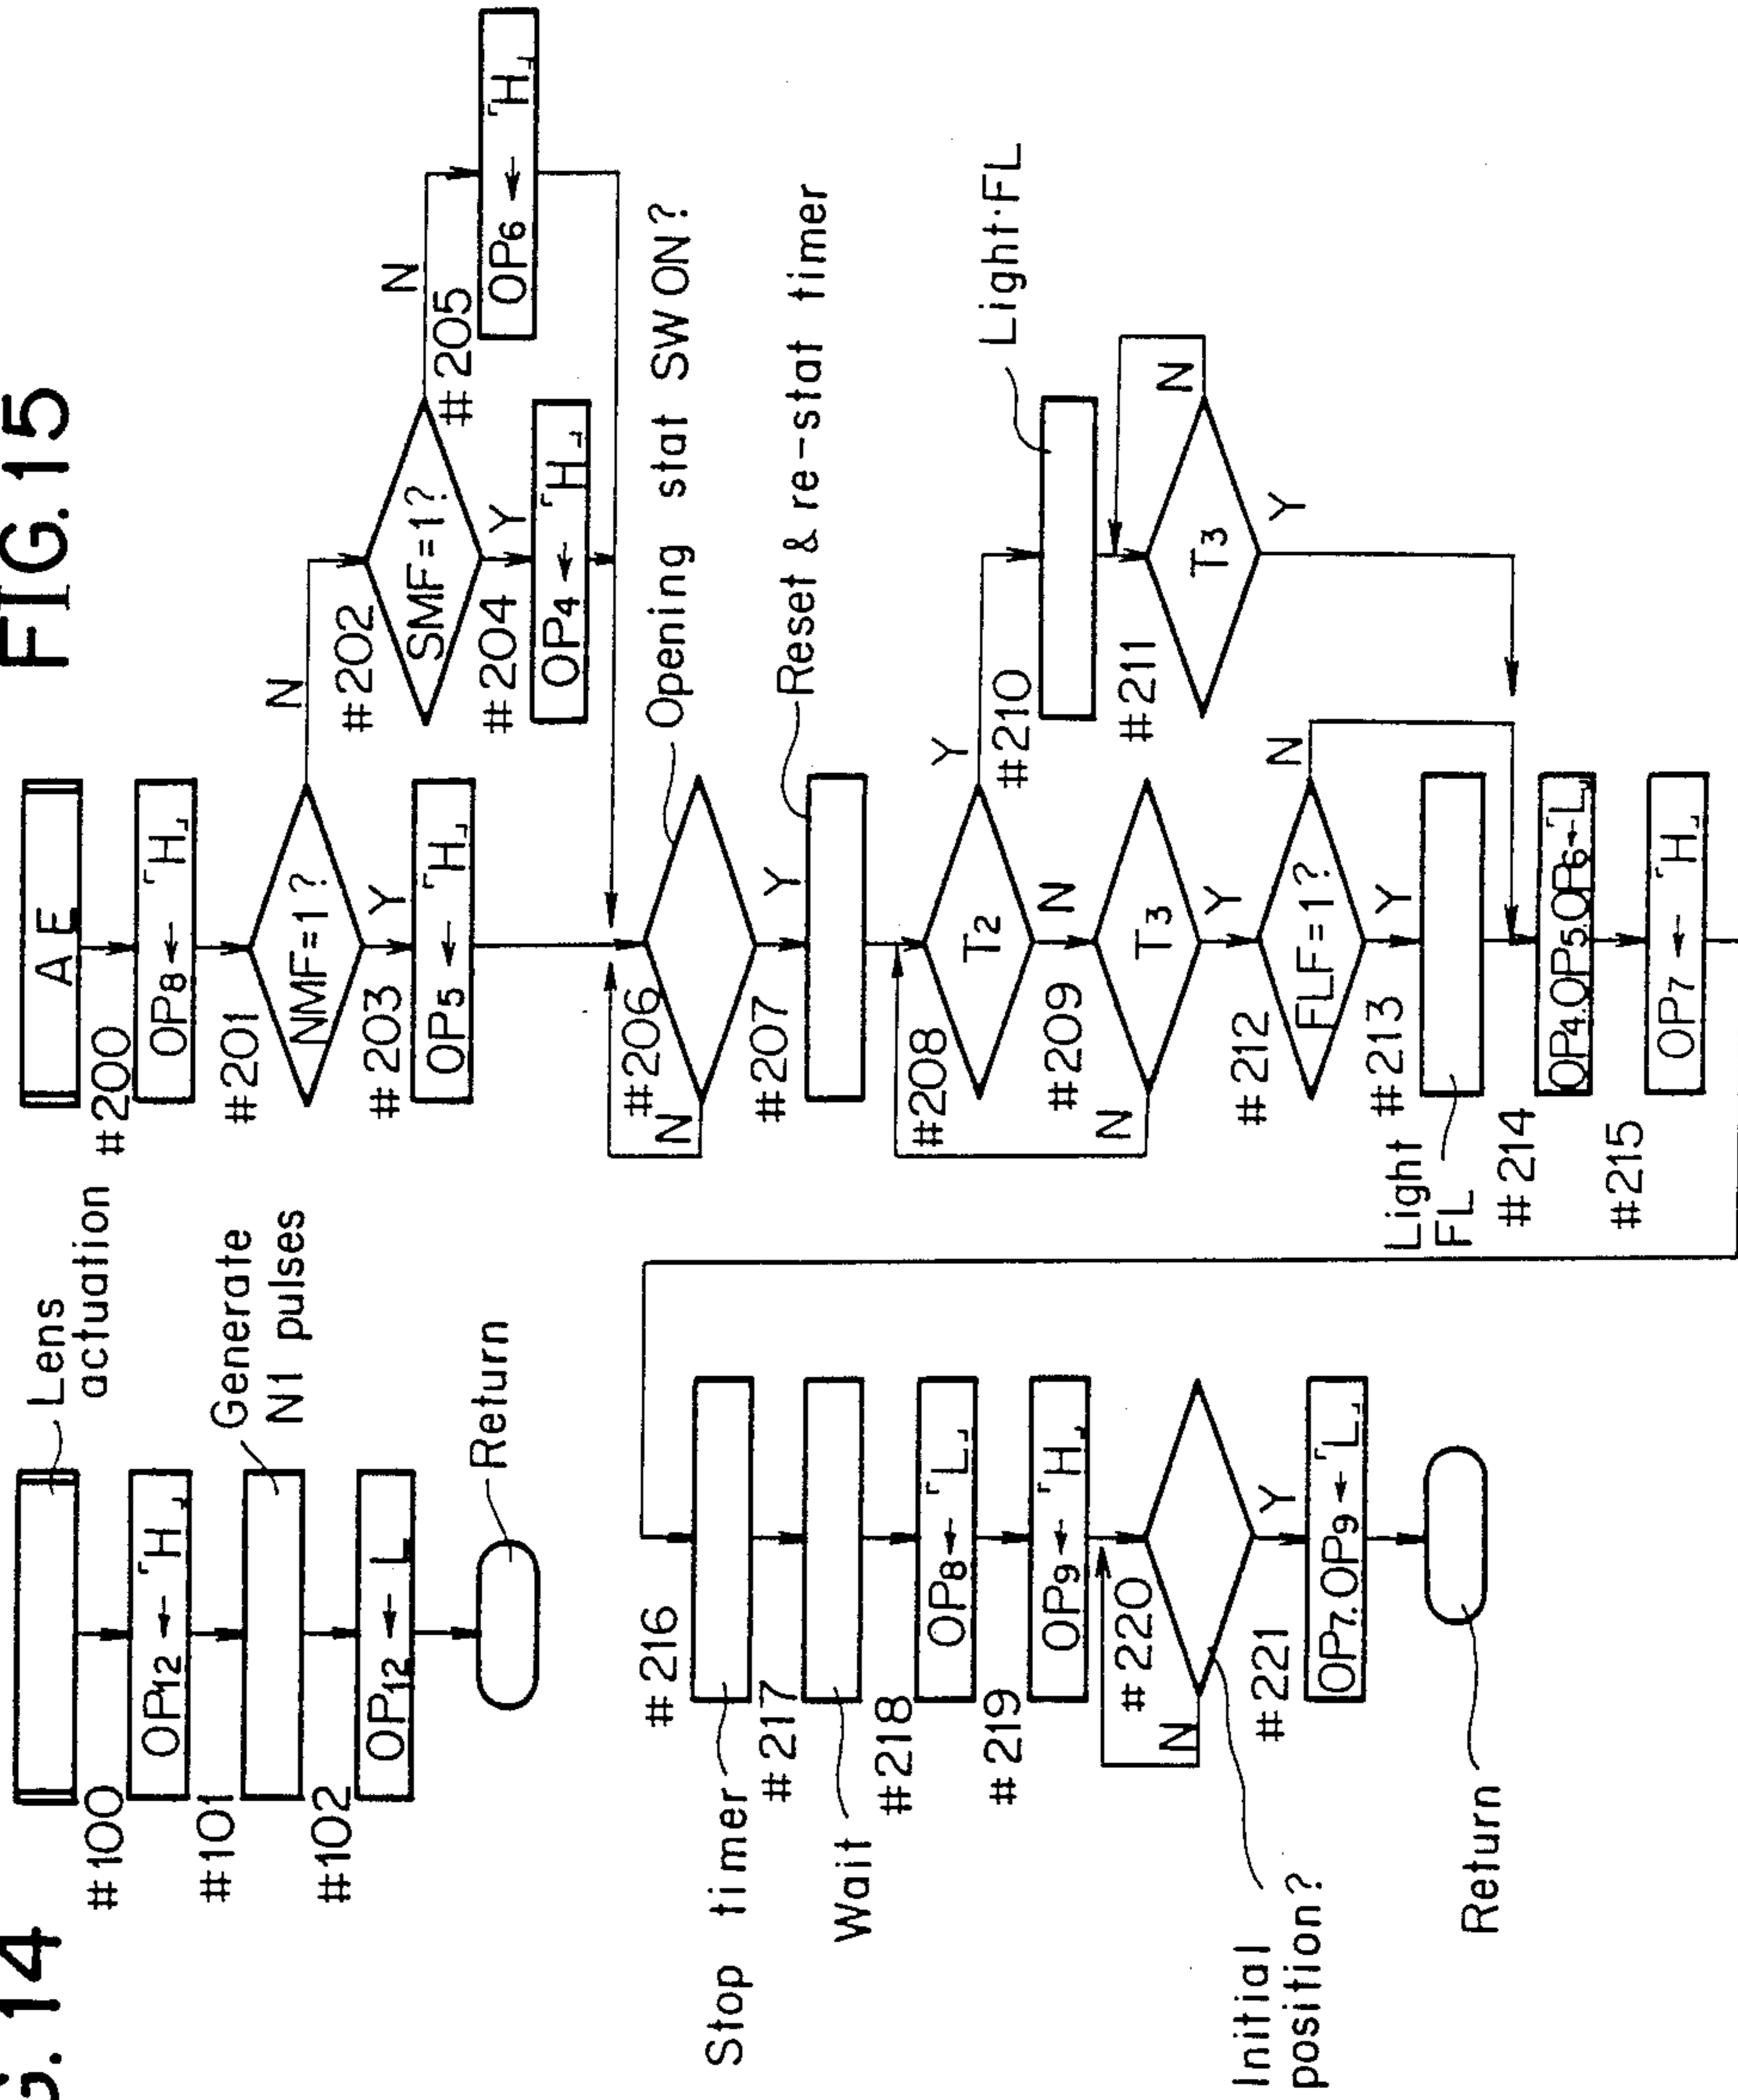 G. 14
Lens
actuation
#100
OP12 ← 「H」
#101
Generate
N1 pulses
#102
OP12 ← L
Return
FIG. 15
AE
#200
OP8 ← 「H」
#201
NMF=1?
N
Y
#202
SMF=1?
N
Y
#203
OP5 ← 「H」
#204
OP4 ← 「H」
#205
OP6 ← 「H」
#206
Opening stat SW ON?
N
Y
#207
Reset & re-stat timer
#208
T2
Y
N
#209
T3
N
Y
#210
Light·FL
#211
T3
N
Y
#212
FLF=1?
N
Y
#213
Light
FL
#214
OP4.OP5.OP6←「L」
#215
OP7 ← 「H」
#216
Stop timer
#217
Wait
#218
OP8 ← 「L」
#219
OP9 ← 「H」
#220
Initial
position?
N
Y
#221
OP7.OP9 ← 「L」
Return